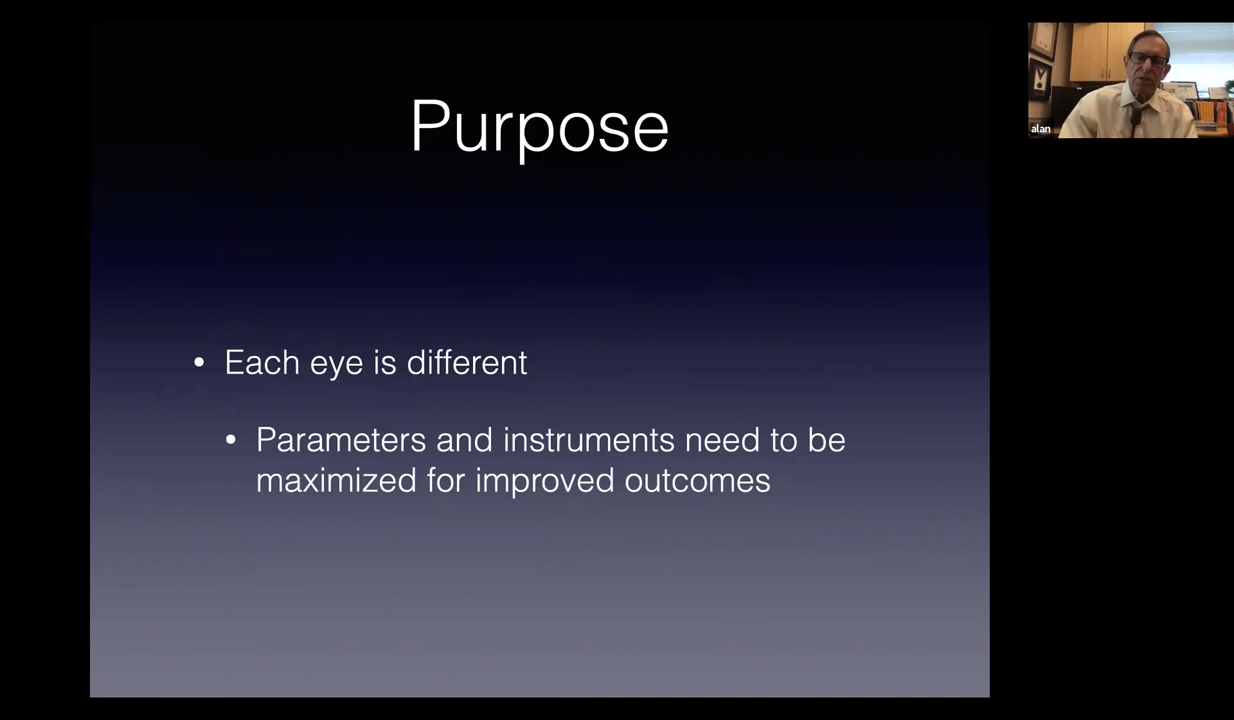 Purpose
• Each eye is different
• Parameters and instruments need to be
maximized for improved outcomes
alan